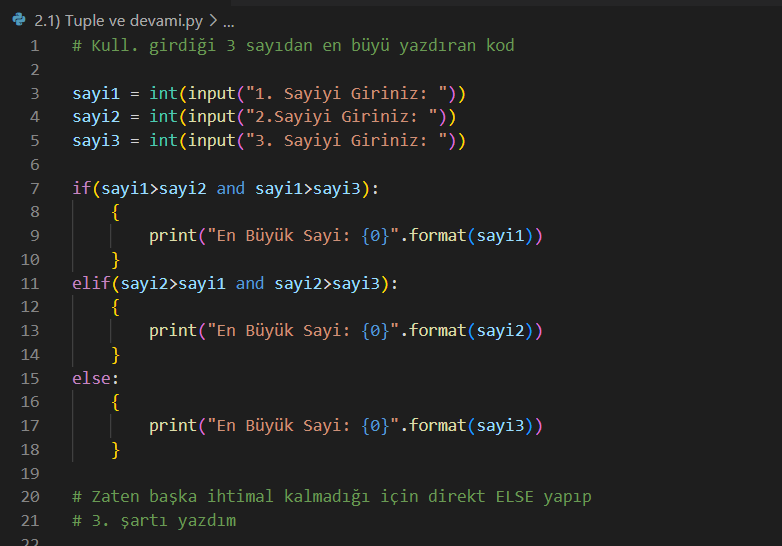 2.1) Tuple ve devami.py > ...
1 # Kull. girdiği 3 sayıdan en büyü yazdıran kod
2
3 sayi1 = int(input("1. Sayiyi Giriniz: "))
4 sayi2 = int(input("2.Sayiyi Giriniz: "))
5 sayi3 = int(input("3. Sayiyi Giriniz: "))
6
7 if(sayi1>sayi2 and sayi1>sayi3):
8     {
9         print("En Büyük Sayi: {0}".format(sayi1))
10     }
11 elif(sayi2>sayi1 and sayi2>sayi3):
12     {
13         print("En Büyük Sayi: {0}".format(sayi2))
14     }
15 else:
16     {
17         print("En Büyük Sayi: {0}".format(sayi3))
18     }
19
20 # Zaten başka ihtimal kalmadığı için direkt ELSE yapıp
21 # 3. şartı yazdım
22